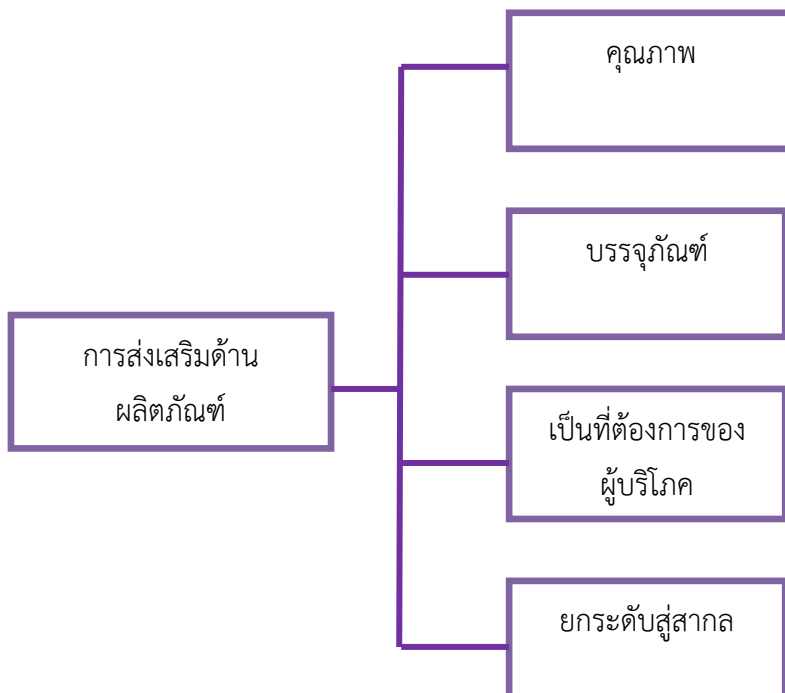 คุณภาพ
บรรจุภัณฑ์
การส่งเสริมด้าน
ผลิตภัณฑ์
เป็นที่ต้องการของ
ผู้บริโภค
ยกระดับสู่สากล